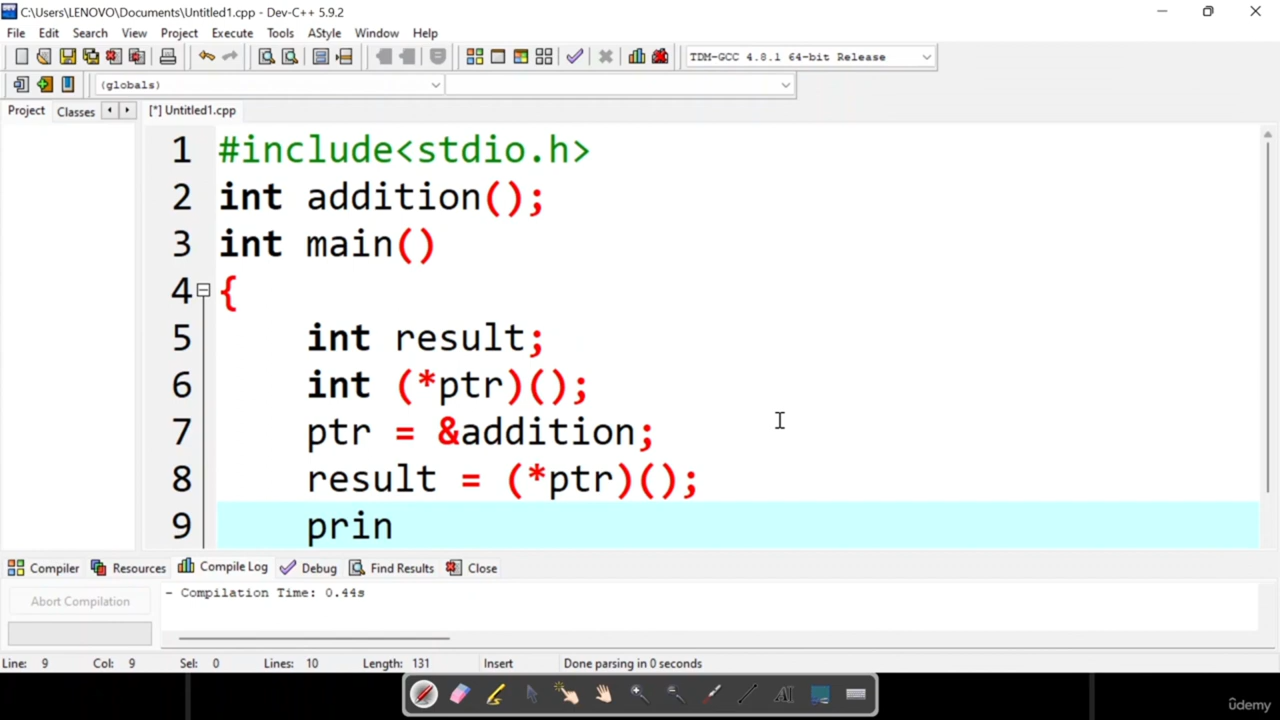 C:\Users\LENOVO\Documents\Untitled1.cpp - Dev-C++ 5.9.2
File Edit Search View Project Execute Tools AStyle Window Help
TDM-GCC 4.8.1 64-bit Release
(globals)
Project Classes [*] Untitled1.cpp
1 #include<stdio.h>
2 int addition();
3 int main()
4 {
5 int result;
6 int (*ptr)();
7 ptr = &addition;
8 result = (*ptr)();
9 prin
Compiler Resources Compile Log Debug Find Results Close
Abort Compilation
- Compilation Time: 0.44s
Line: 9 Col: 9 Sel: 0 Lines: 10 Length: 131 Insert Done parsing in 0 seconds
AI
ûdemy